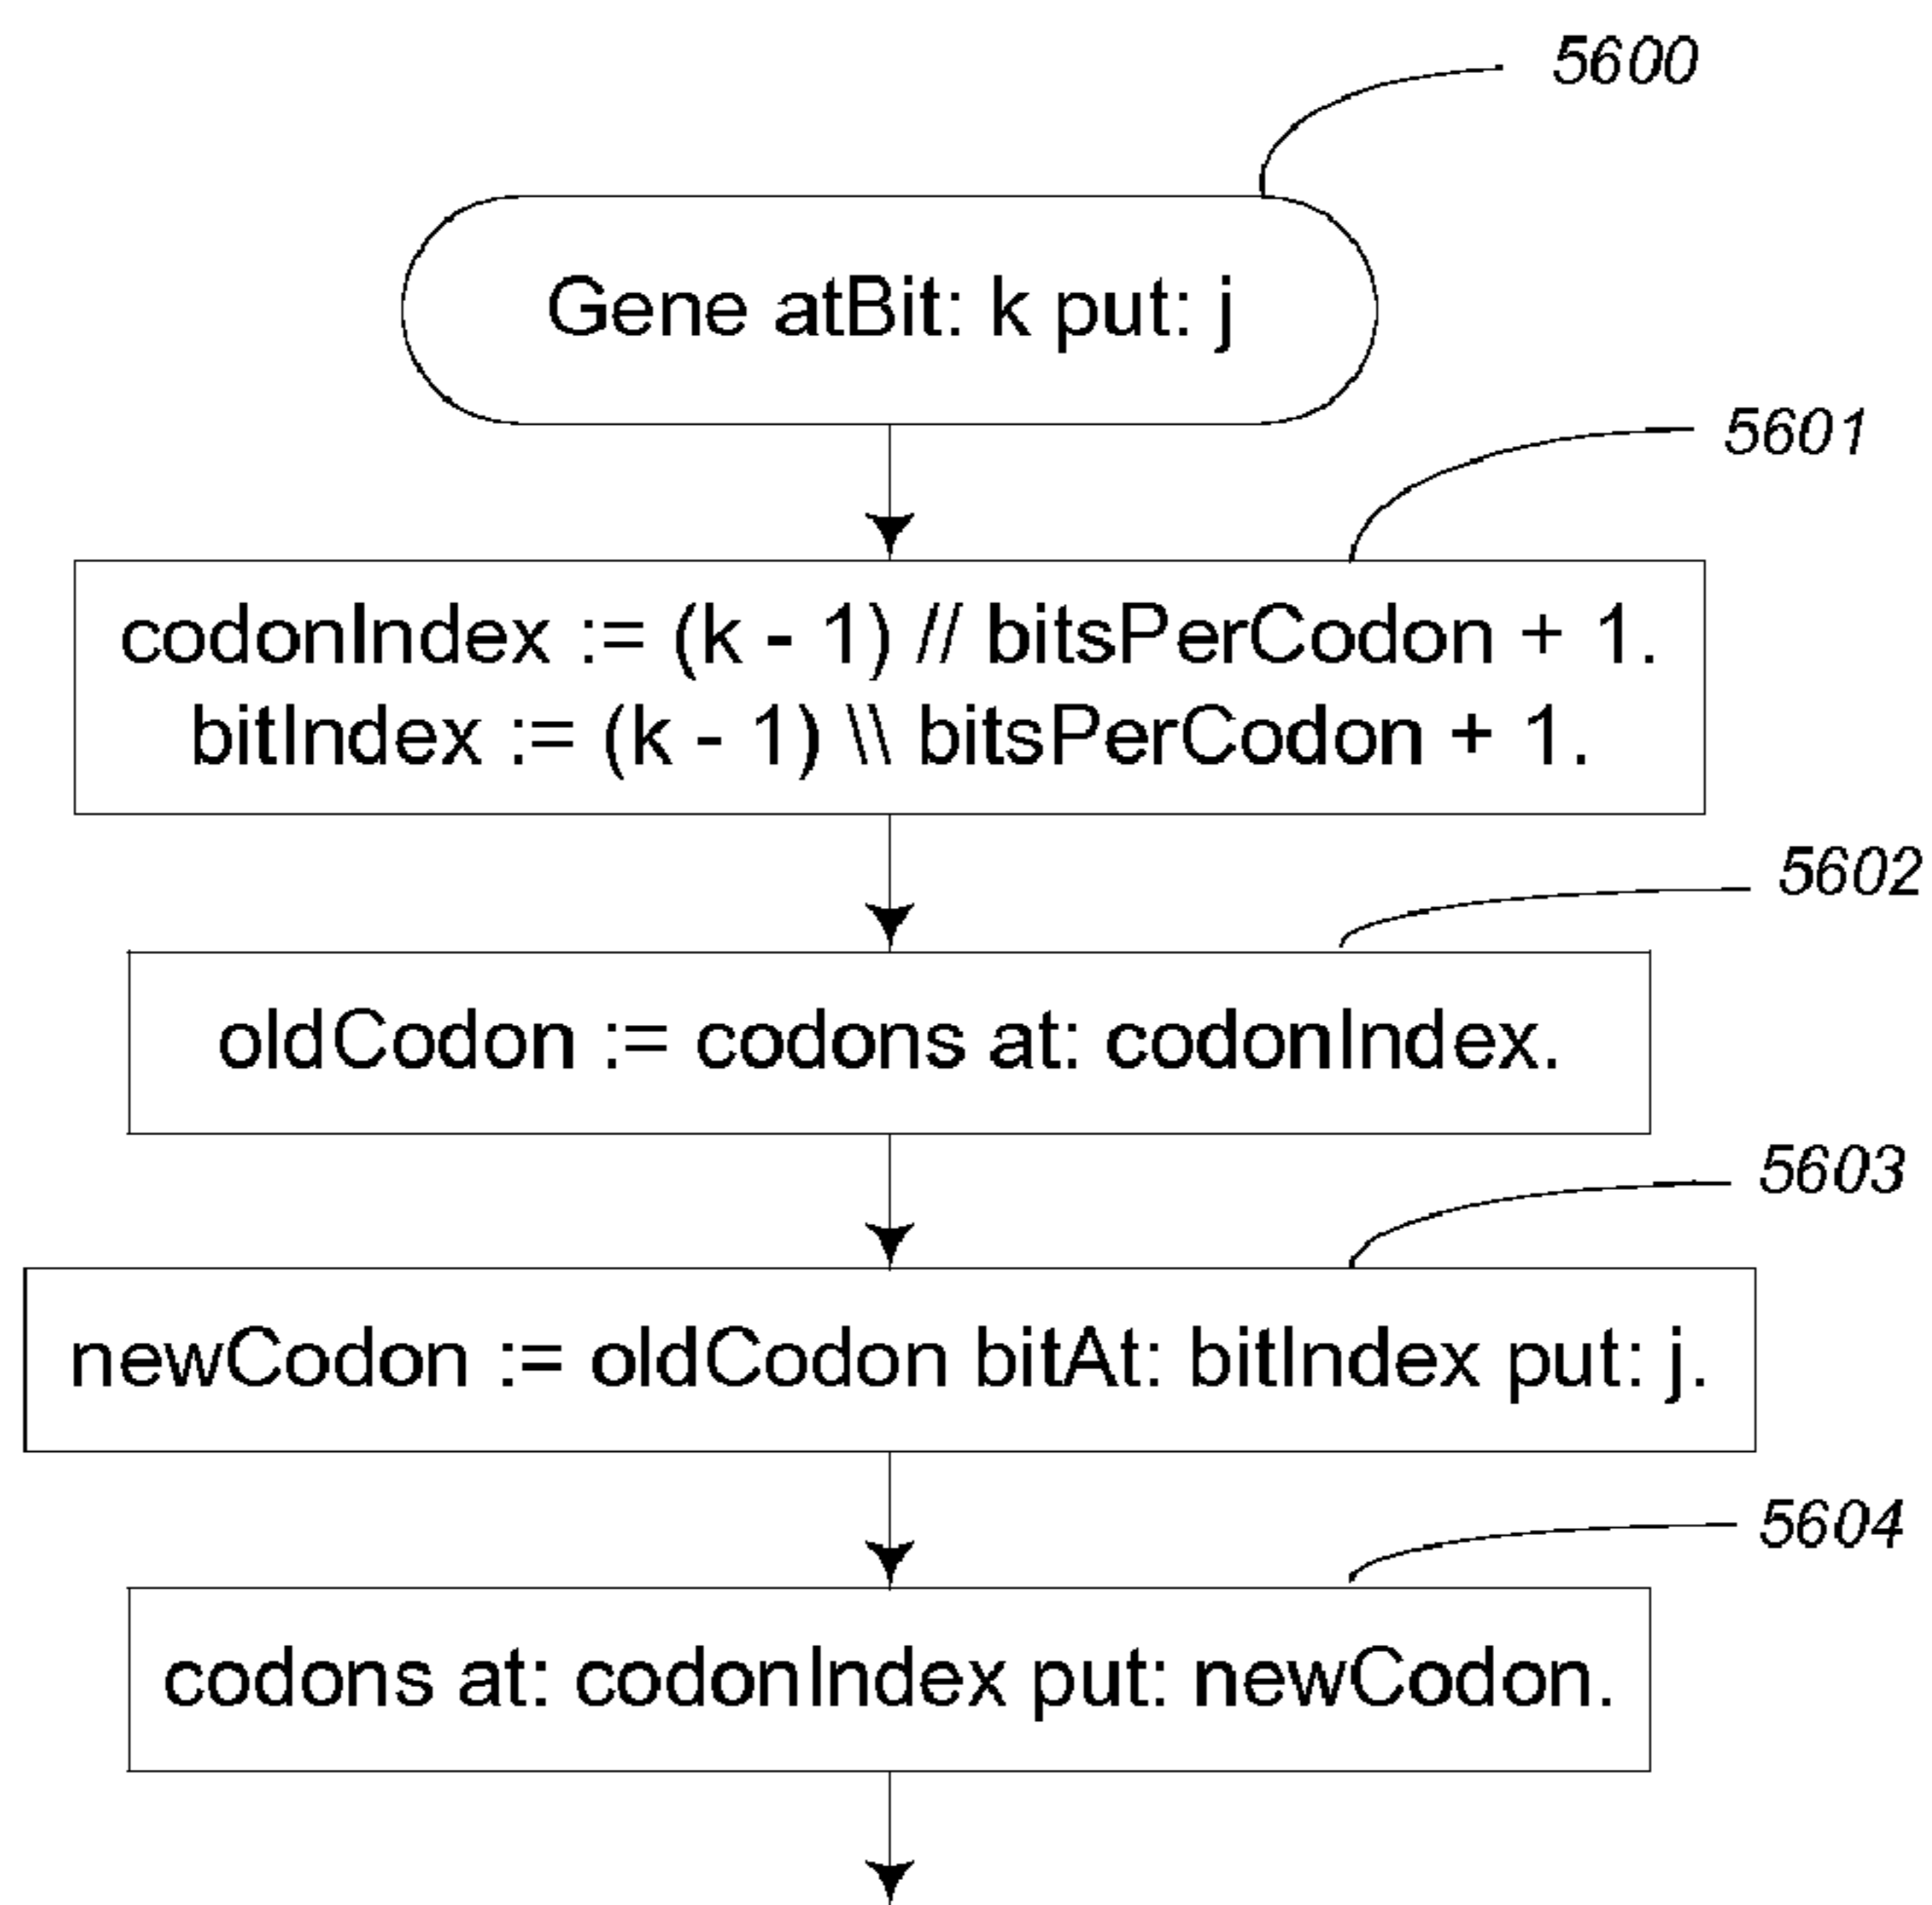 5600
Gene atBit: k put: j
5601
codonIndex := (k - 1) // bitsPerCodon + 1.
bitIndex := (k - 1) \\ bitsPerCodon + 1.
5602
oldCodon := codons at: codonIndex.
5603
newCodon := oldCodon bitAt: bitIndex put: j.
5604
codons at: codonIndex put: newCodon.